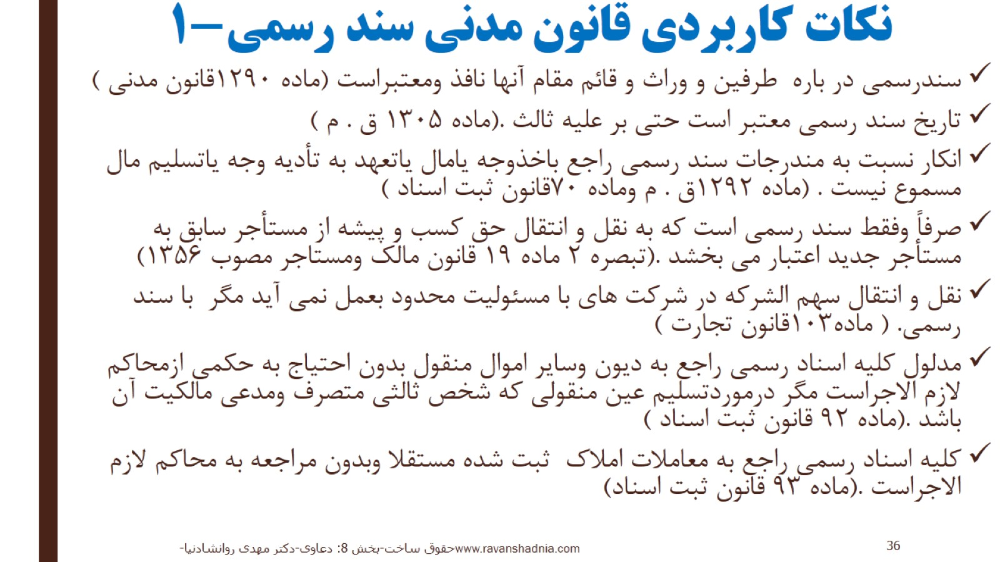 نکات کاربردی قانون مدنی سند رسمی–۱
✓ سندرسمی در باره طرفین و وراث و قائم مقام آنها نافذ ومعتبراست (ماده ۱۲۹۰قانون مدنی )
✓ تاریخ سند رسمی معتبر است حتی بر علیه ثالث .(ماده ۱۳۰۵ ق . م )
✓ انکار نسبت به مندرجات سند رسمی راجع باخذوجه یامال یاتعهد به تأدیه وجه یاتسلیم مال
مسموع نیست . (ماده ۱۲۹۲ق . م وماده ۷۰قانون ثبت اسناد )
✓ صرفاً وفقط سند رسمی است که به نقل و انتقال حق کسب و پیشه از مستأجر سابق به
مستأجر جدید اعتبار می بخشد .(تبصره ۲ ماده ۱۹ قانون مالک ومستاجر مصوب ۱۳۵۶)
✓ نقل و انتقال سهم الشرکه در شرکت های با مسئولیت محدود بعمل نمی آید مگر با سند
رسمی. ( ماده۱۰۳قانون تجارت )
✓ مدلول کلیه اسناد رسمی راجع به دیون وسایر اموال منقول بدون احتیاج به حکمی ازمحاکم
لازم الاجراست مگر درموردتسلیم عین منقولی که شخص ثالثی متصرف ومدعی مالکیت آن
باشد .(ماده ۹۲ قانون ثبت اسناد )
✓ کلیه اسناد رسمی راجع به معاملات املاک ثبت شده مستقلا وبدون مراجعه به محاکم لازم
الاجراست .(ماده ۹۳ قانون ثبت اسناد)
36
www.ravanshadnia.comحقوق ساخت-بخش 8: دعاوی-دکتر مهدی روانشادنیا-